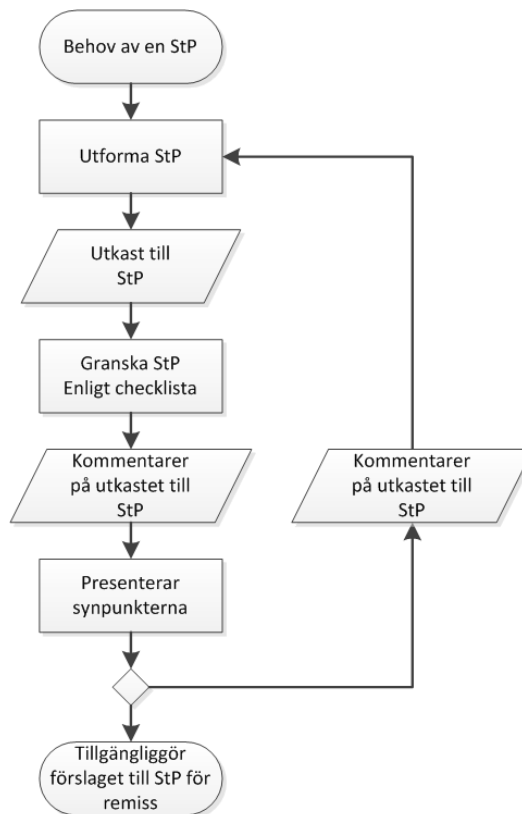 Behov av en StP
Utforma StP
Utkast till
StP
Granska StP
Enligt checklista
Kommentarer
på utkastet till
StP
Kommentarer
på utkastet till
StP
Presenterar
synpunkterna
Tillgängliggör
förslaget till StP för
remiss